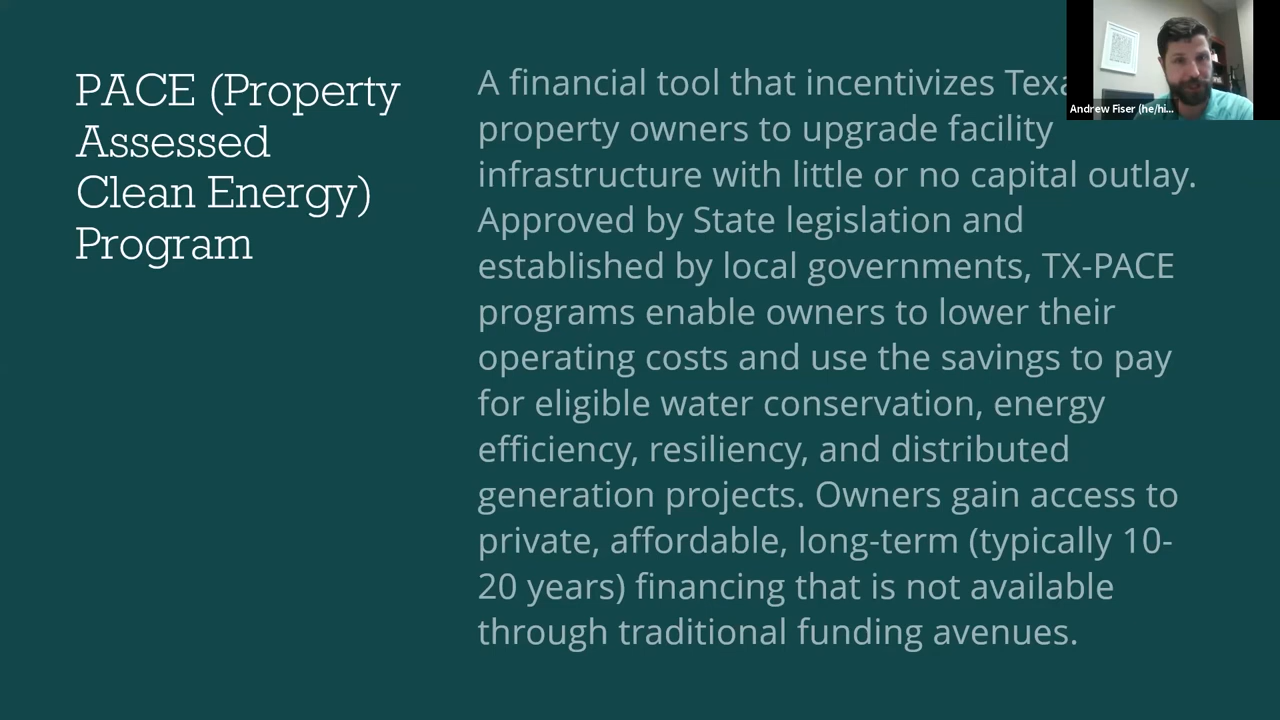 PACE (Property
Assessed
Clean Energy)
Program
A financial tool that incentivizes
property owners to upgrade facility
infrastructure with little or no capital outlay.
Approved by State legislation and
established by local governments, TX-PACE
programs enable owners to lower their
operating costs and use the savings to pay
for eligible water conservation, energy
efficiency, resiliency, and distributed
generation projects. Owners gain access to
private, affordable, long-term (typically 10-
20 years) financing that is not available
through traditional funding avenues.
Andrew Fiser (he/hi...